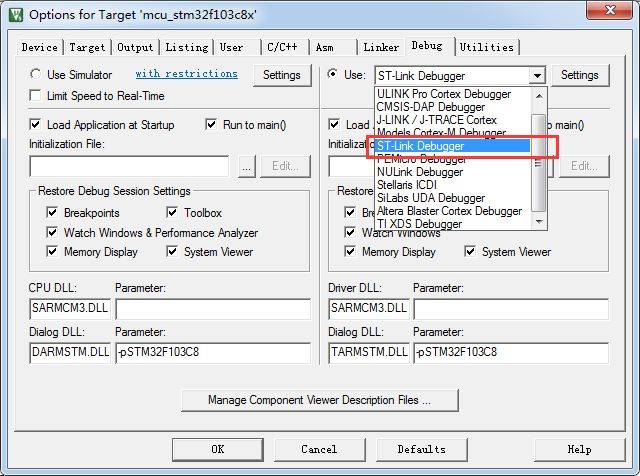 Options for Target 'mcu_stm32f103c8x'
Device Target Output Listing User C/C++ Asm Linker Debug Utilities
Use Simulator with restrictions Settings
Use: ST-Link Debugger Settings
Limit Speed to Real-Time
ULINK Pro Cortex Debugger
CMSIS-DAP Debugger
J-LINK / J-TRACE Cortex
Models Cortex-M Debugger
ST-Link Debugger
PEMicro Debugger
NULink Debugger
Stellaris ICDI
SiLabs UDA Debugger
Altera Blaster Cortex Debugger
TI XDS Debugger
Load Application at Startup Run to main()
Load A to main()
Initialization File:
Initializatio
... Edit...
Edit...
Restore Debug Session Settings
Breakpoints Toolbox
Watch Windows & Performance Analyzer
Memory Display System Viewer
Restore
Breakpoints
Watch Windows
Memory Display System Viewer
CPU DLL: Parameter:
SARMCM3.DLL
Dialog DLL: Parameter:
DARMSTM.DLL -pSTM32F103C8
Driver DLL: Parameter:
SARMCM3.DLL
Dialog DLL: Parameter:
TARMSTM.DLL -pSTM32F103C8
Manage Component Viewer Description Files ...
OK Cancel Defaults Help